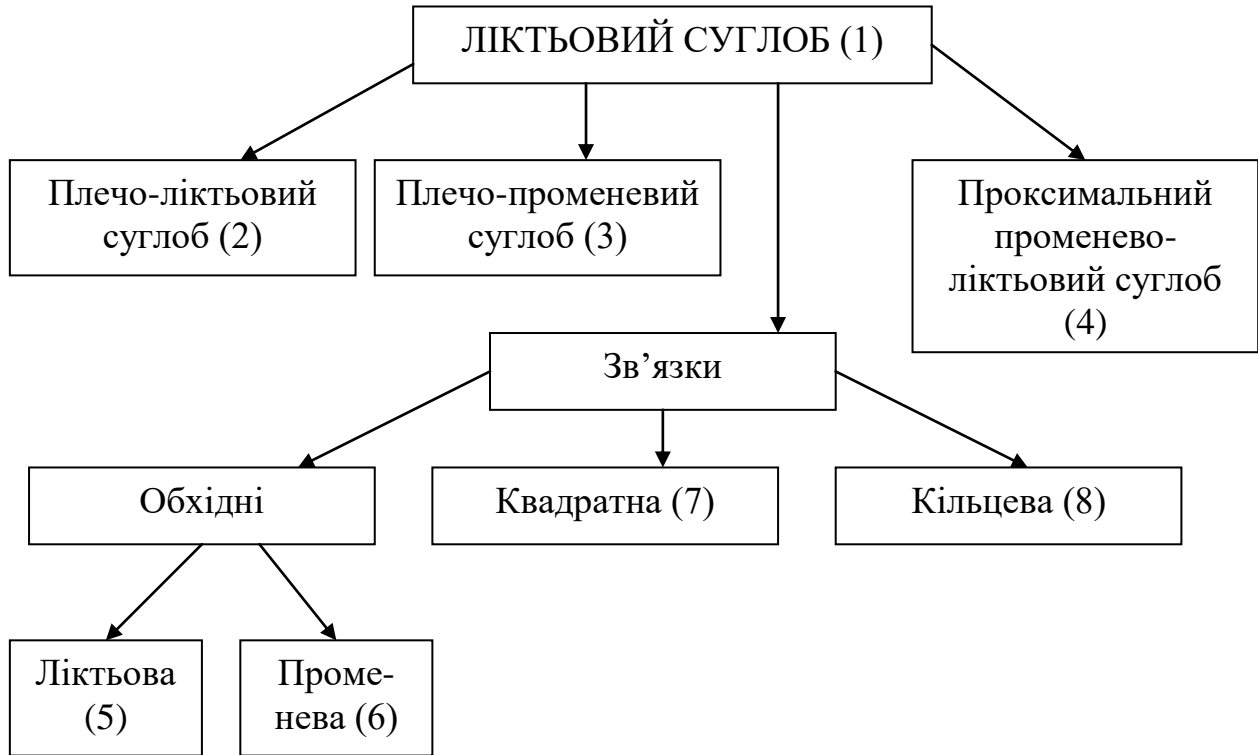 ЛІКТЬОВИЙ СУГЛОБ (1)
Плечо-ліктьовий
суглоб (2)
Плечо-променевий
суглоб (3)
Проксимальний
променево-
ліктьовий суглоб
(4)
Зв’язки
Обхідні
Квадратна (7)
Кільцева (8)
Ліктьова
(5)
Проме-
нева (6)